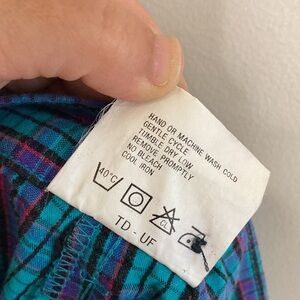 HAND OR MACHINE WASH COLD
GENTLE CYCLE
TUMBLE DRY LOW
REMOVE PROMPTLY
NO BLEACH
COOL IRON
40°C
CL
TD - UF